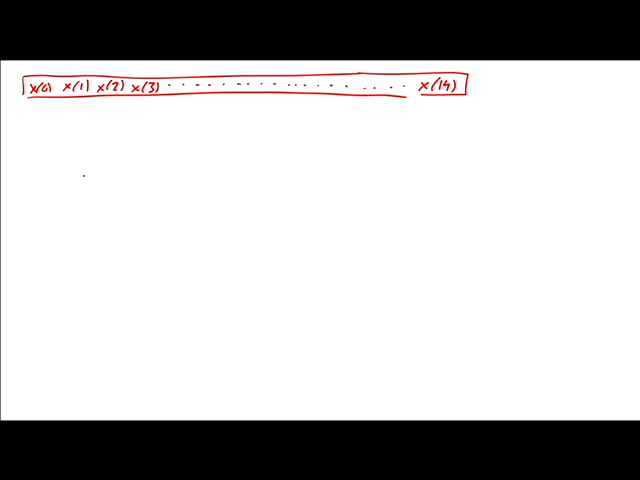 x(0) x(1) x(2) x(3) . . . . . . . . . . . . . . . . x(14)